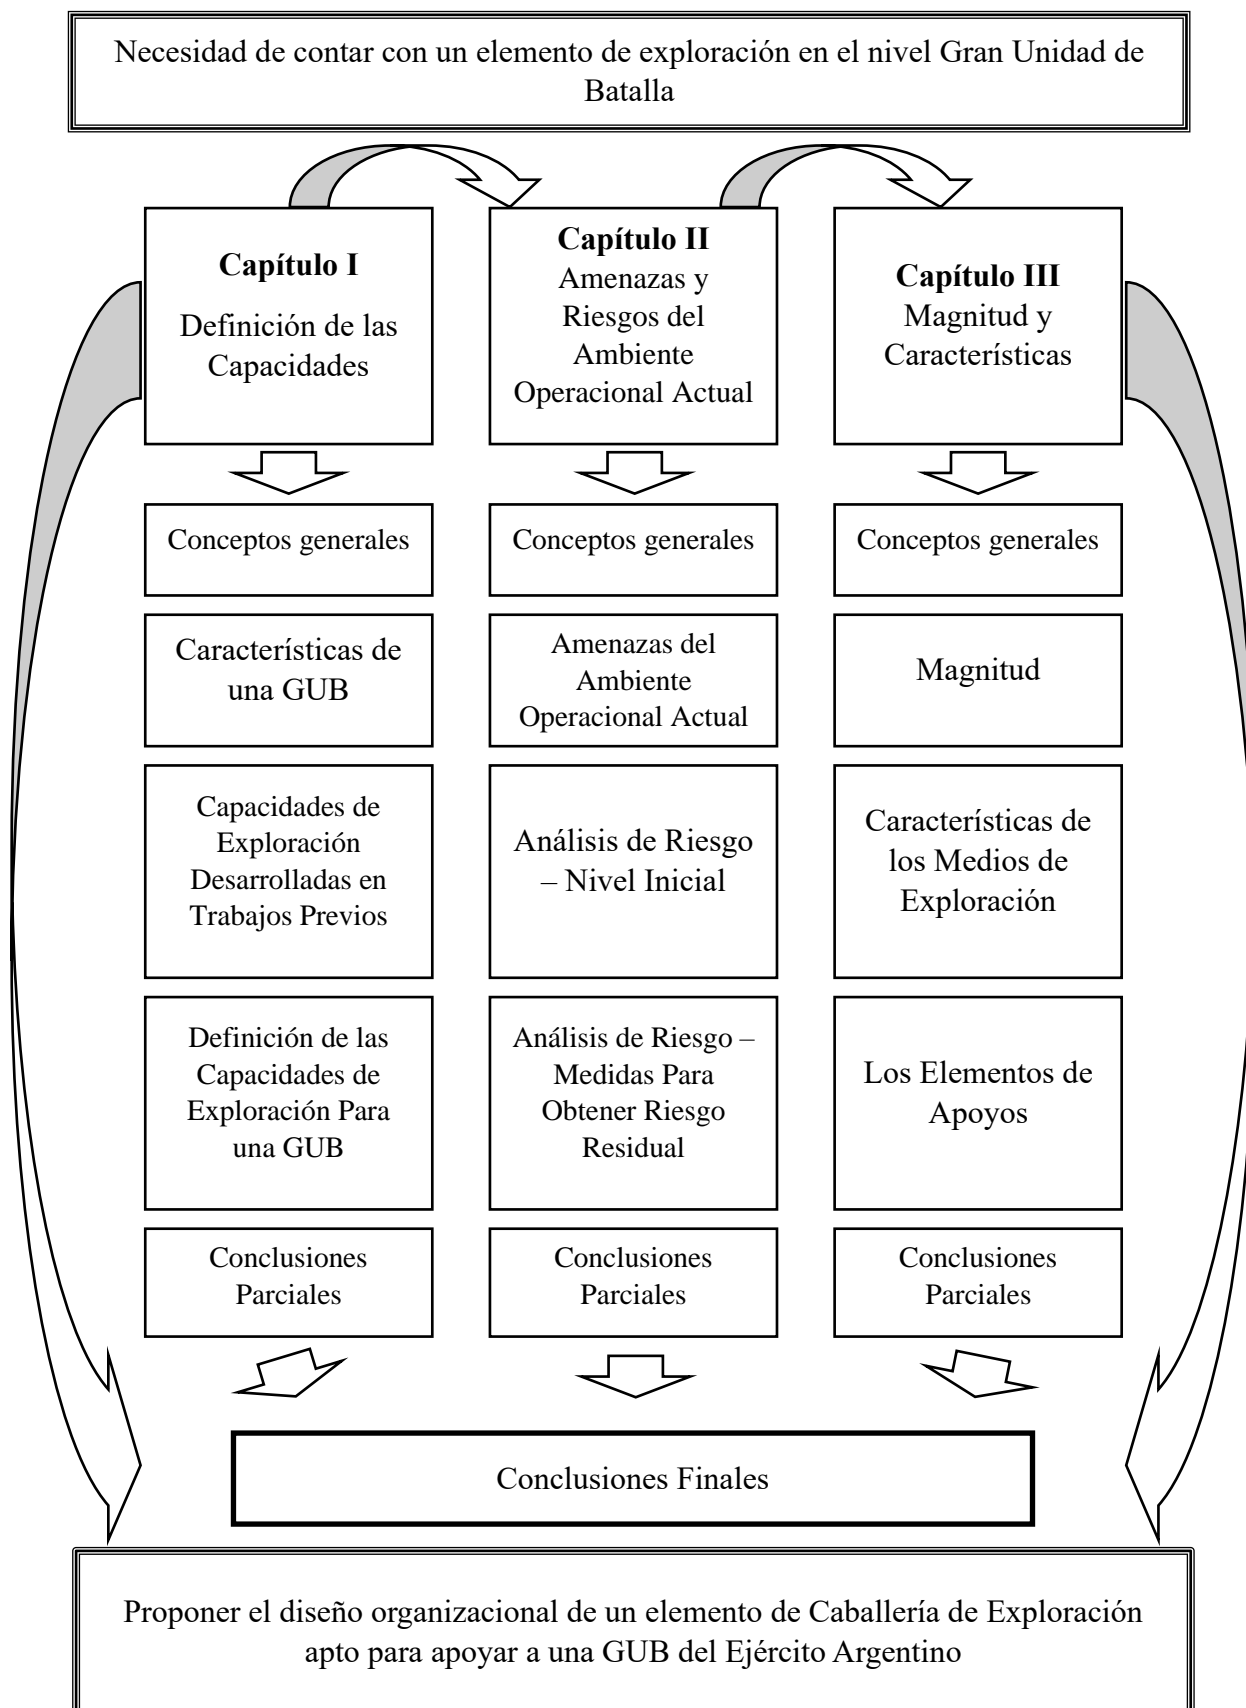 Necesidad de contar con un elemento de exploración en el nivel Gran Unidad de
Batalla
Capítulo I
Definición de las
Capacidades
Capítulo II
Amenazas y
Riesgos del
Ambiente
Operacional Actual
Capítulo III
Magnitud y
Características
Conceptos generales
Conceptos generales
Conceptos generales
Características de
una GUB
Amenazas del
Ambiente
Operacional Actual
Magnitud
Capacidades de
Exploración
Desarrolladas en
Trabajos Previos
Análisis de Riesgo
– Nivel Inicial
Características de
los Medios de
Exploración
Definición de las
Capacidades de
Exploración Para
una GUB
Análisis de Riesgo –
Medidas Para
Obtener Riesgo
Residual
Los Elementos de
Apoyos
Conclusiones
Parciales
Conclusiones
Parciales
Conclusiones
Parciales
Conclusiones Finales
Proponer el diseño organizacional de un elemento de Caballería de Exploración
apto para apoyar a una GUB del Ejército Argentino